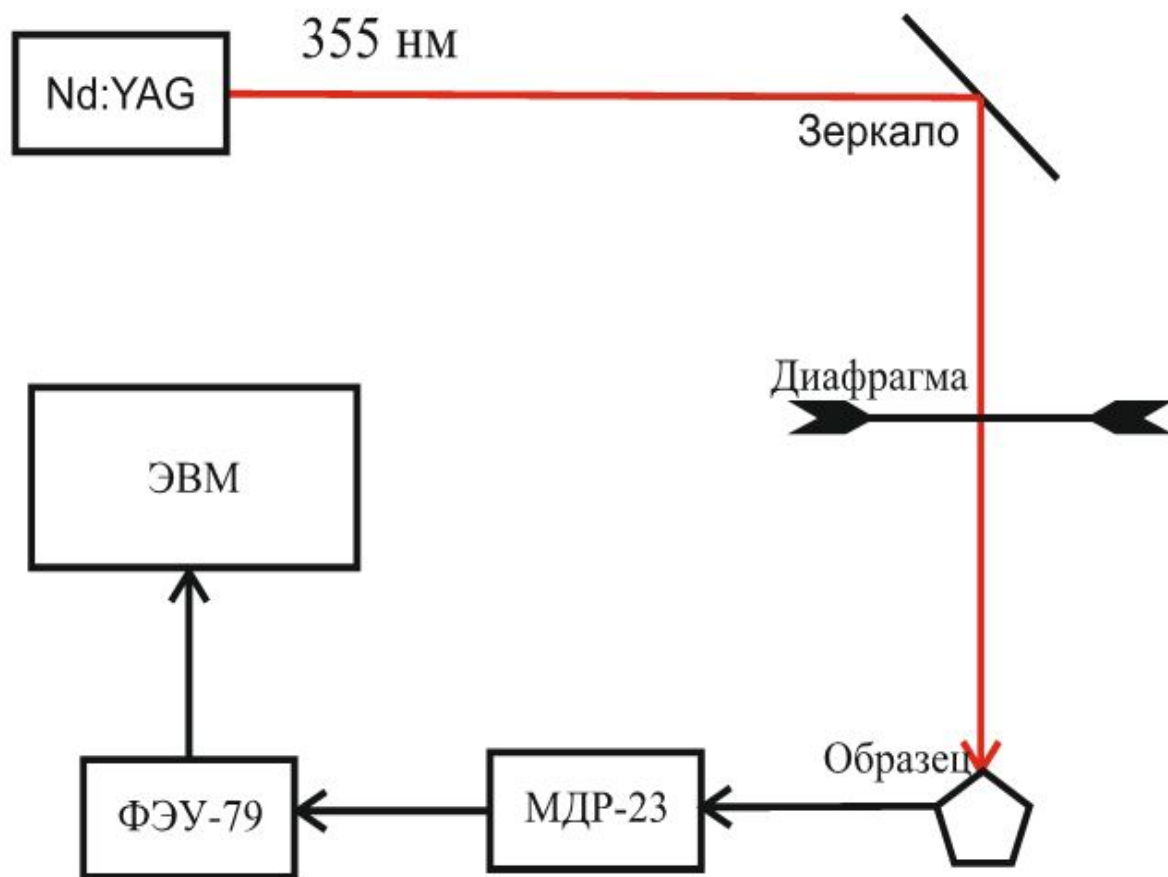 355 нм
Nd:YAG
Зеркало
Диафрагма
ЭВМ
Образец
ФЭУ-79
МДР-23